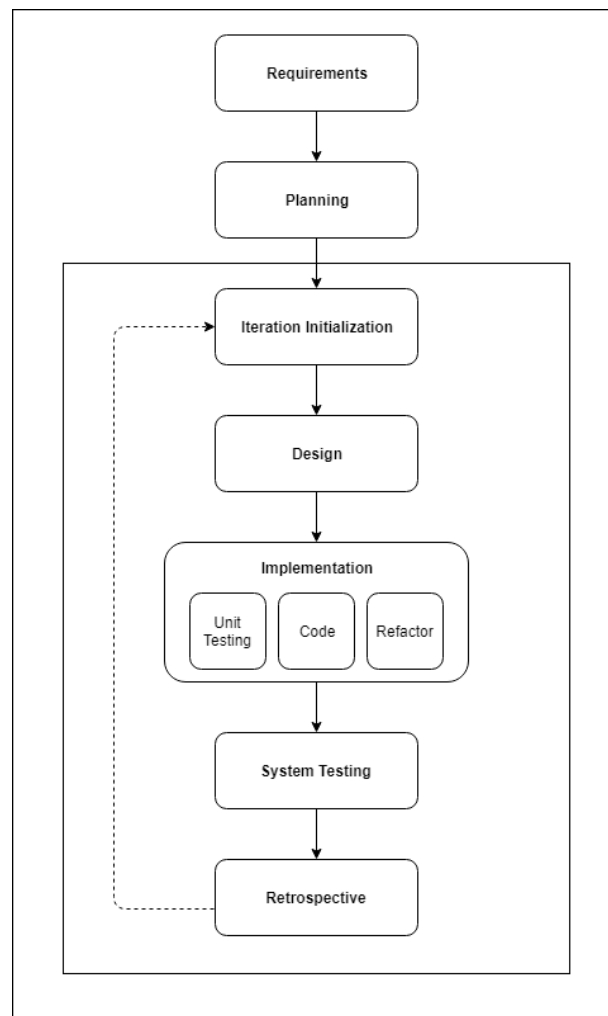 Requirements
Planning
Iteration Initialization
Design
Implementation
Unit
Testing
Code
Refactor
System Testing
Retrospective